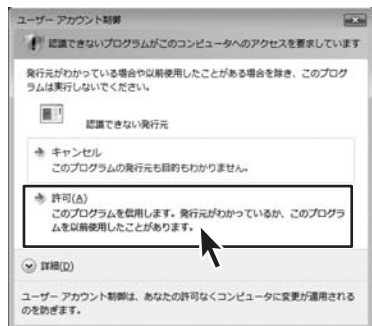 ユーザー アカウント制御
認識できないプログラムがこのコンピュータへのアクセスを要求しています
発行元がわかっている場合や以前使用したことがある場合を除き、このプログ
ラムは実行しないでください。
認識できない発行元
キャンセル
このプログラムの発行元も目的もわかりません。
許可(A)
このプログラムを信用します。発行元がわかっているか、このプログラ
ムを以前使用したことがあります。
詳細(D)
ユーザー アカウント制御は、あなたの許可なくコンピュータに変更が適用される
のを防ぎます。